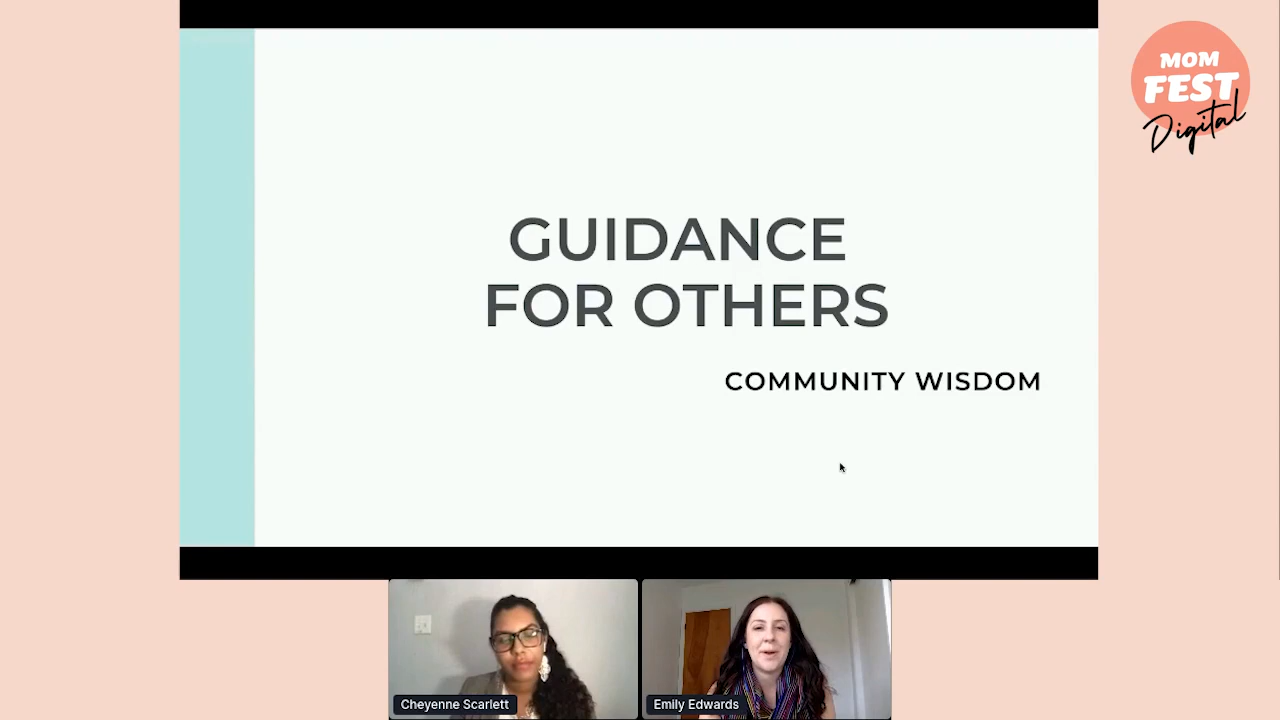 MOM
FEST
Digital
GUIDANCE
FOR OTHERS
COMMUNITY WISDOM
Cheyenne Scarlett
Emily Edwards